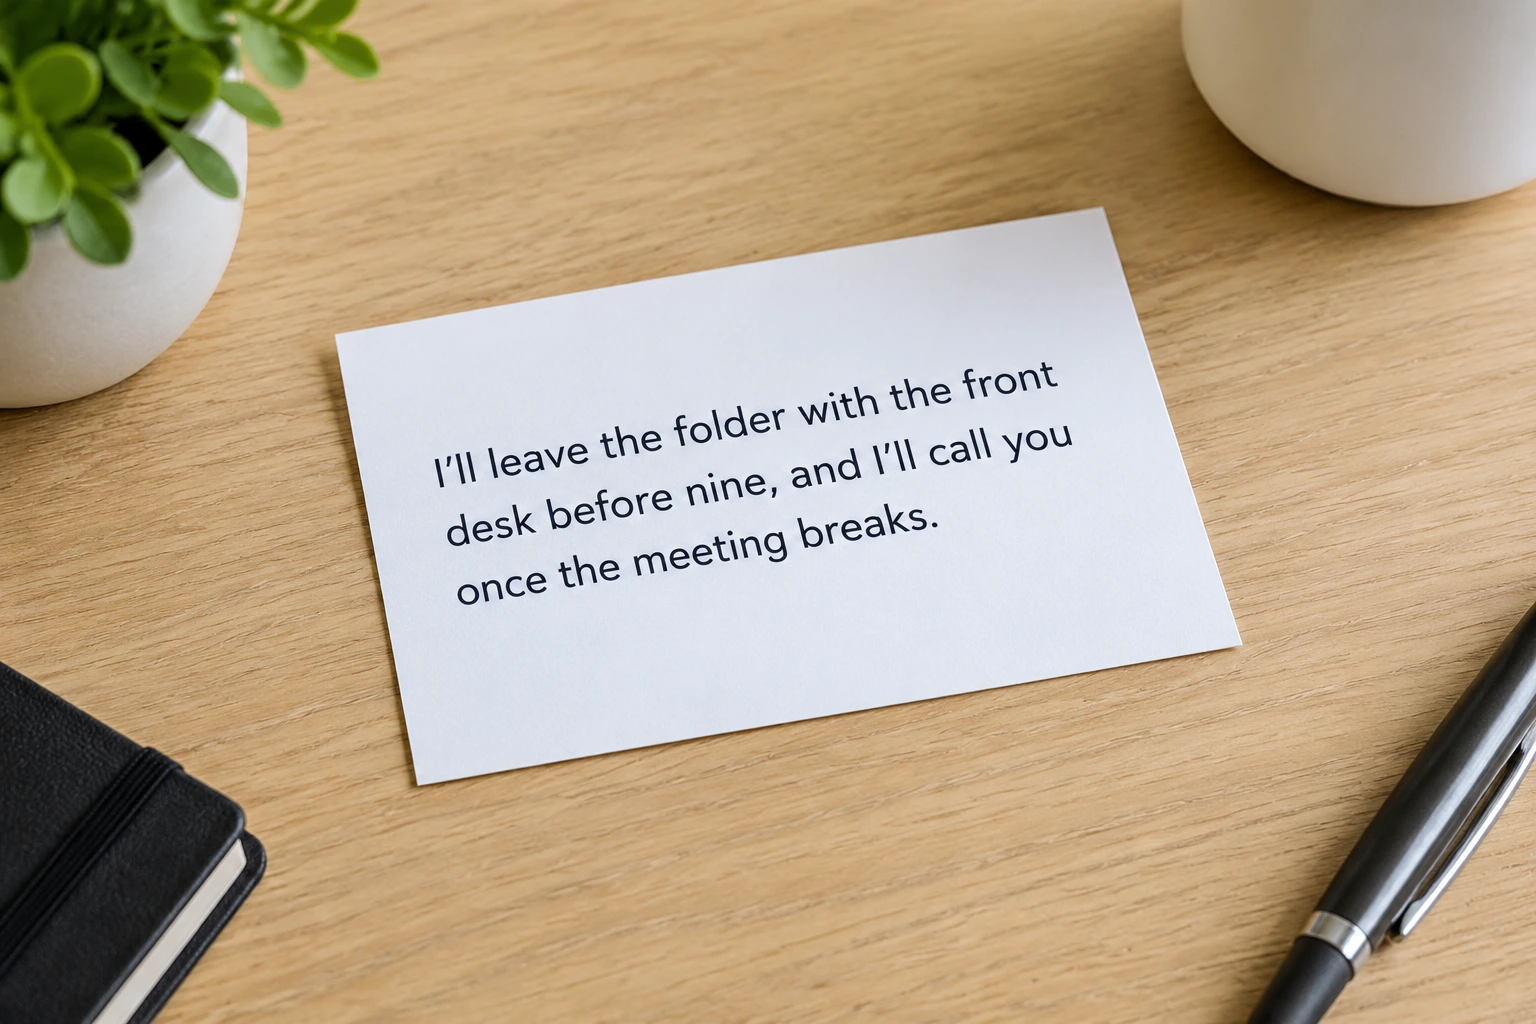 I’ll leave the folder with the front
desk before nine, and I’ll call you
once the meeting breaks.